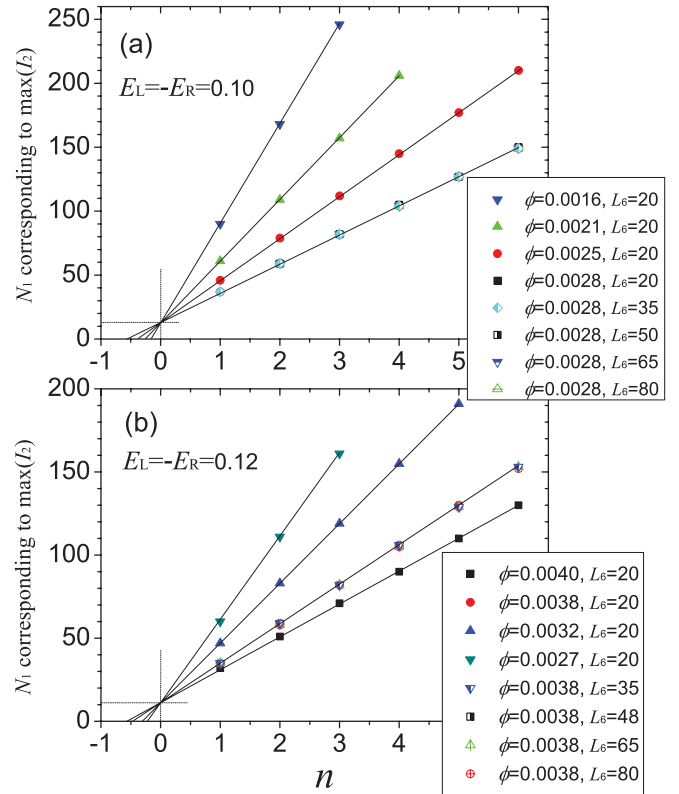 250
200
150
100
50
0
N1 corresponding to max(I2)
(a)
EL=-ER=0.10
-1 0 1 2 3 4 5
ϕ=0.0016, L6=20
ϕ=0.0021, L6=20
ϕ=0.0025, L6=20
ϕ=0.0028, L6=20
ϕ=0.0028, L6=35
ϕ=0.0028, L6=50
ϕ=0.0028, L6=65
ϕ=0.0028, L6=80
200
150
100
50
0
N1 corresponding to max(I2)
(b)
EL=-ER=0.12
-1 0 1 2 3 4
n
ϕ=0.0040, L6=20
ϕ=0.0038, L6=20
ϕ=0.0032, L6=20
ϕ=0.0027, L6=20
ϕ=0.0038, L6=35
ϕ=0.0038, L6=48
ϕ=0.0038, L6=65
ϕ=0.0038, L6=80